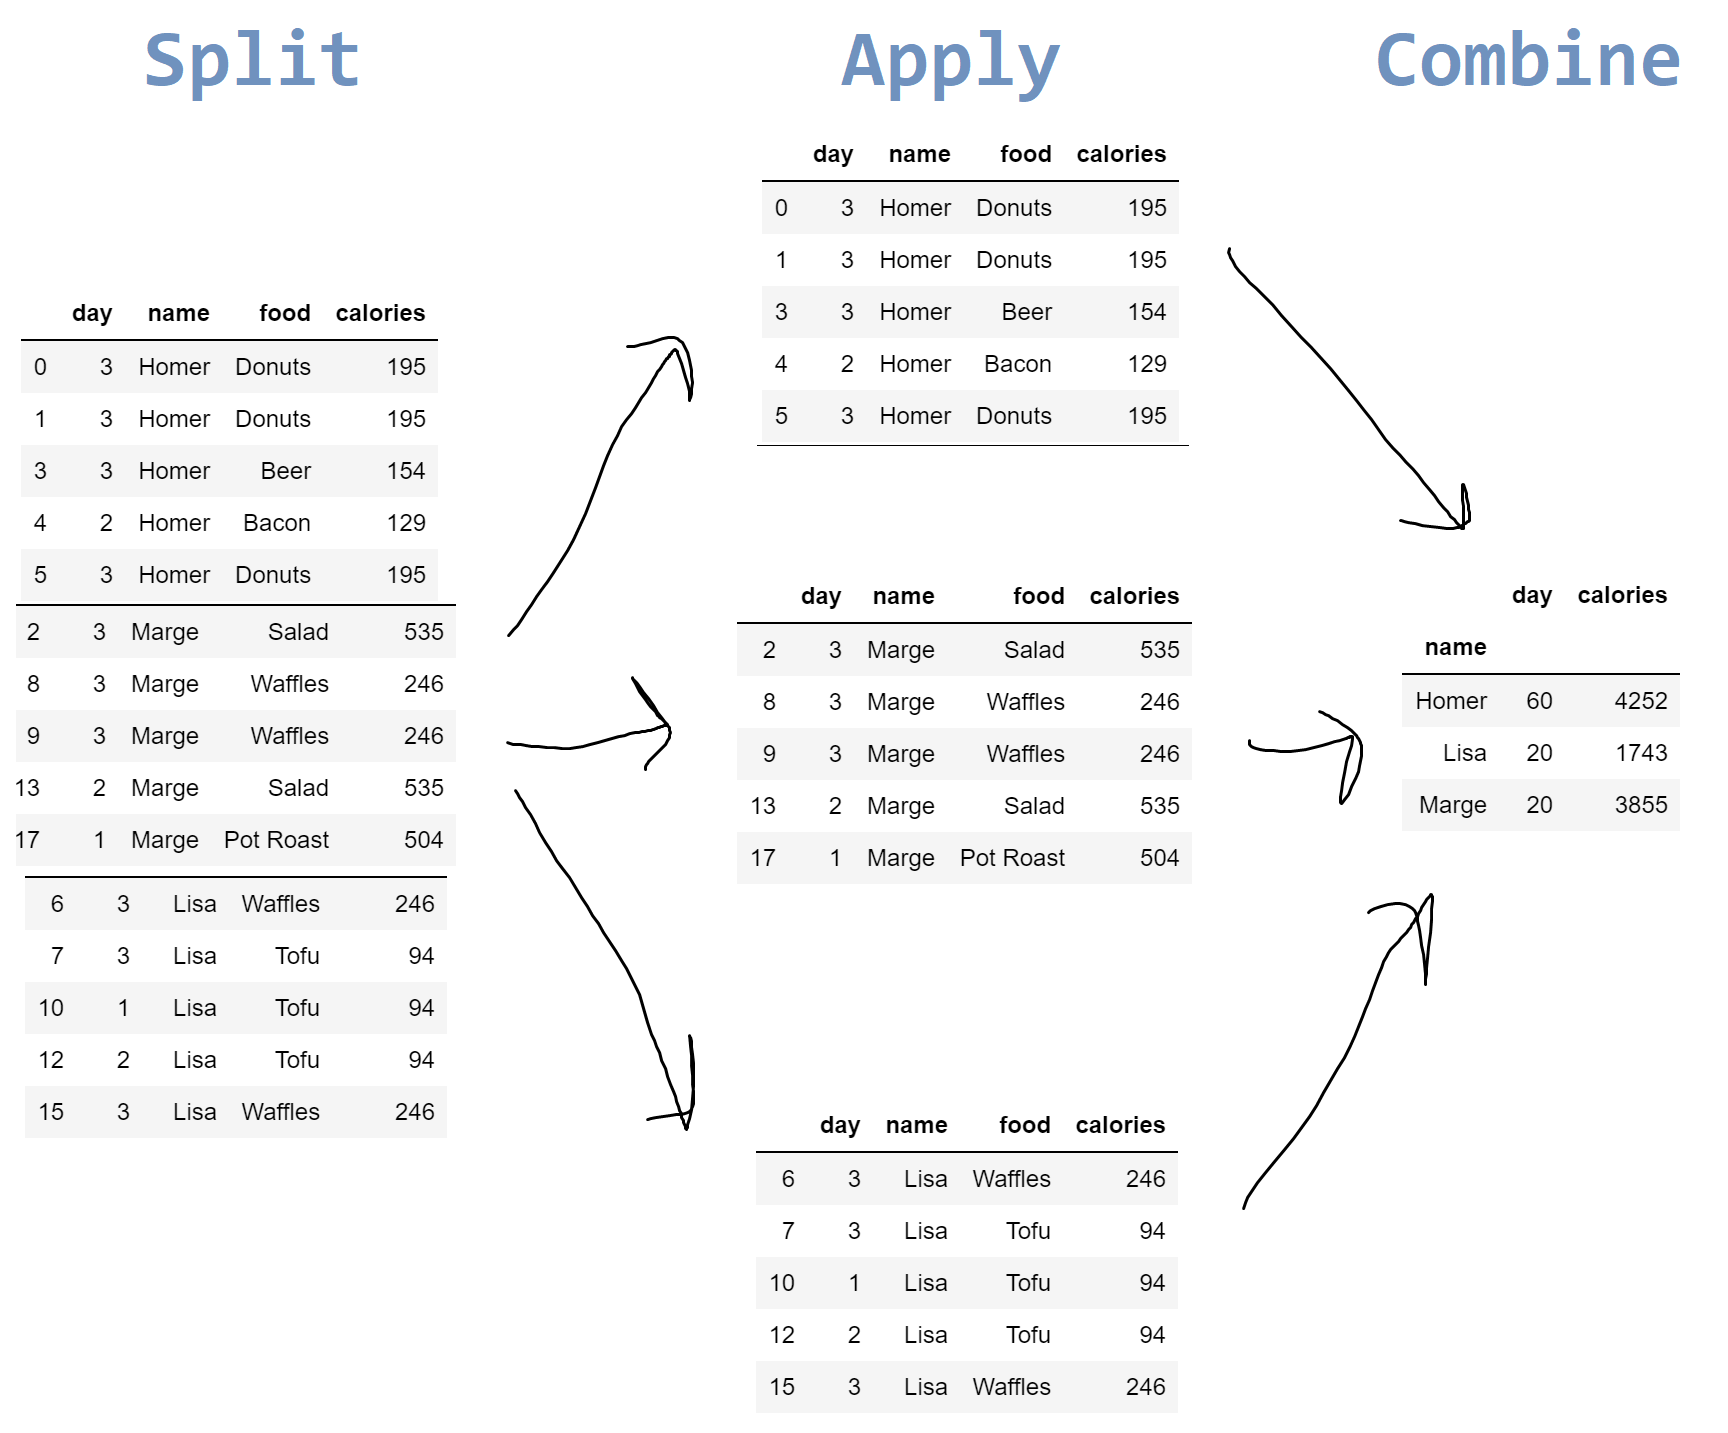 Split
Apply
Combine
day name food calories
0 3 Homer Donuts 195
1 3 Homer Donuts 195
3 3 Homer Beer 154
4 2 Homer Bacon 129
5 3 Homer Donuts 195
2 3 Marge Salad 535
8 3 Marge Waffles 246
9 3 Marge Waffles 246
13 2 Marge Salad 535
17 1 Marge Pot Roast 504
6 3 Lisa Waffles 246
7 3 Lisa Tofu 94
10 1 Lisa Tofu 94
12 2 Lisa Tofu 94
15 3 Lisa Waffles 246
day name food calories
0 3 Homer Donuts 195
1 3 Homer Donuts 195
3 3 Homer Beer 154
4 2 Homer Bacon 129
5 3 Homer Donuts 195
day name food calories
2 3 Marge Salad 535
8 3 Marge Waffles 246
9 3 Marge Waffles 246
13 2 Marge Salad 535
17 1 Marge Pot Roast 504
day name food calories
6 3 Lisa Waffles 246
7 3 Lisa Tofu 94
10 1 Lisa Tofu 94
12 2 Lisa Tofu 94
15 3 Lisa Waffles 246
day calories
name
Homer 60 4252
Lisa 20 1743
Marge 20 3855